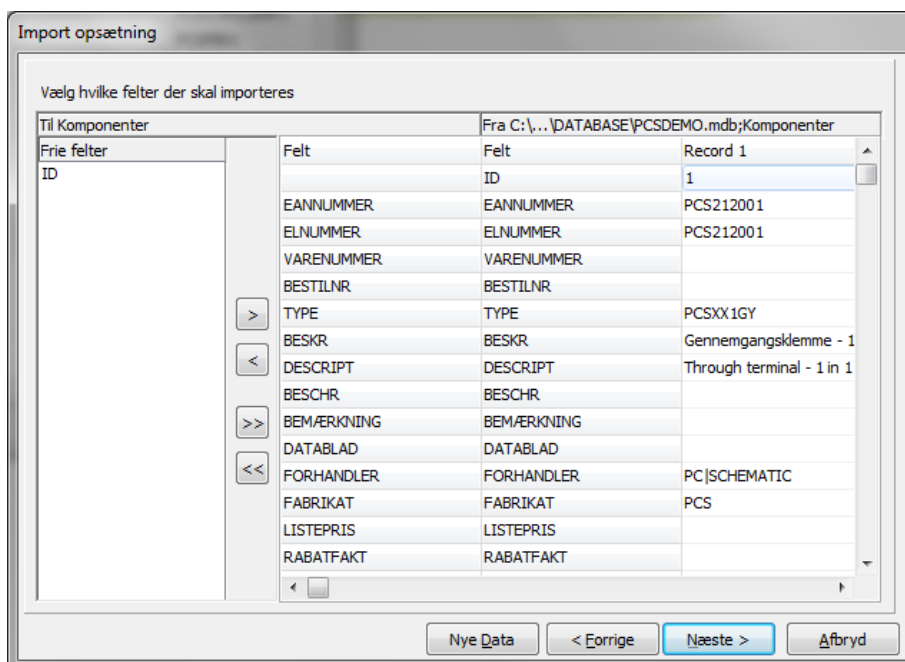 Import opsætning
Vælg hvilke felter der skal importeres
Til Komponenter Fra C:\...\DATABASE\PCSDEMO.mdb;Komponenter
Frie felter Felt Felt Record 1
ID ID 1
EANNUMMER EANNUMMER PCS212001
ELNUMMER ELNUMMER PCS212001
VARENUMMER VARENUMMER
BESTILNR BESTILNR
> TYPE TYPE PCSXX1GY
BESKR BESKR Gennemgangsklemme - 1
< DESCRIPT DESCRIPT Through terminal - 1 in 1
BESCHR BESCHR
>> BEMÆRKNING BEMÆRKNING
DATABLAD DATABLAD
<< FORHANDLER FORHANDLER PC|SCHEMATIC
FABRIKAT FABRIKAT PCS
LISTEPRIS LISTEPRIS
RABATFAKT RABATFAKT
Nye Data < Forrige Næste > Afbryd